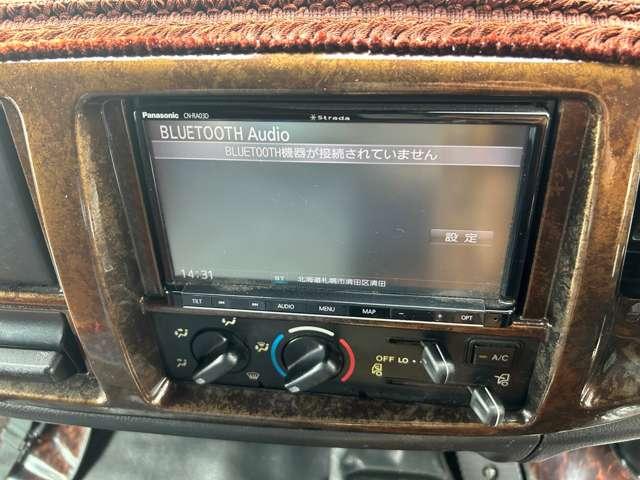 Panasonic CN-RA03D Strada
BLUETOOTH Audio
BLUETOOTH機器が接続されていません
設定
14:31 BT 北海道札幌市清田区清田
TILT AUDIO MENU MAP − + OPT
OFF LO
A/C